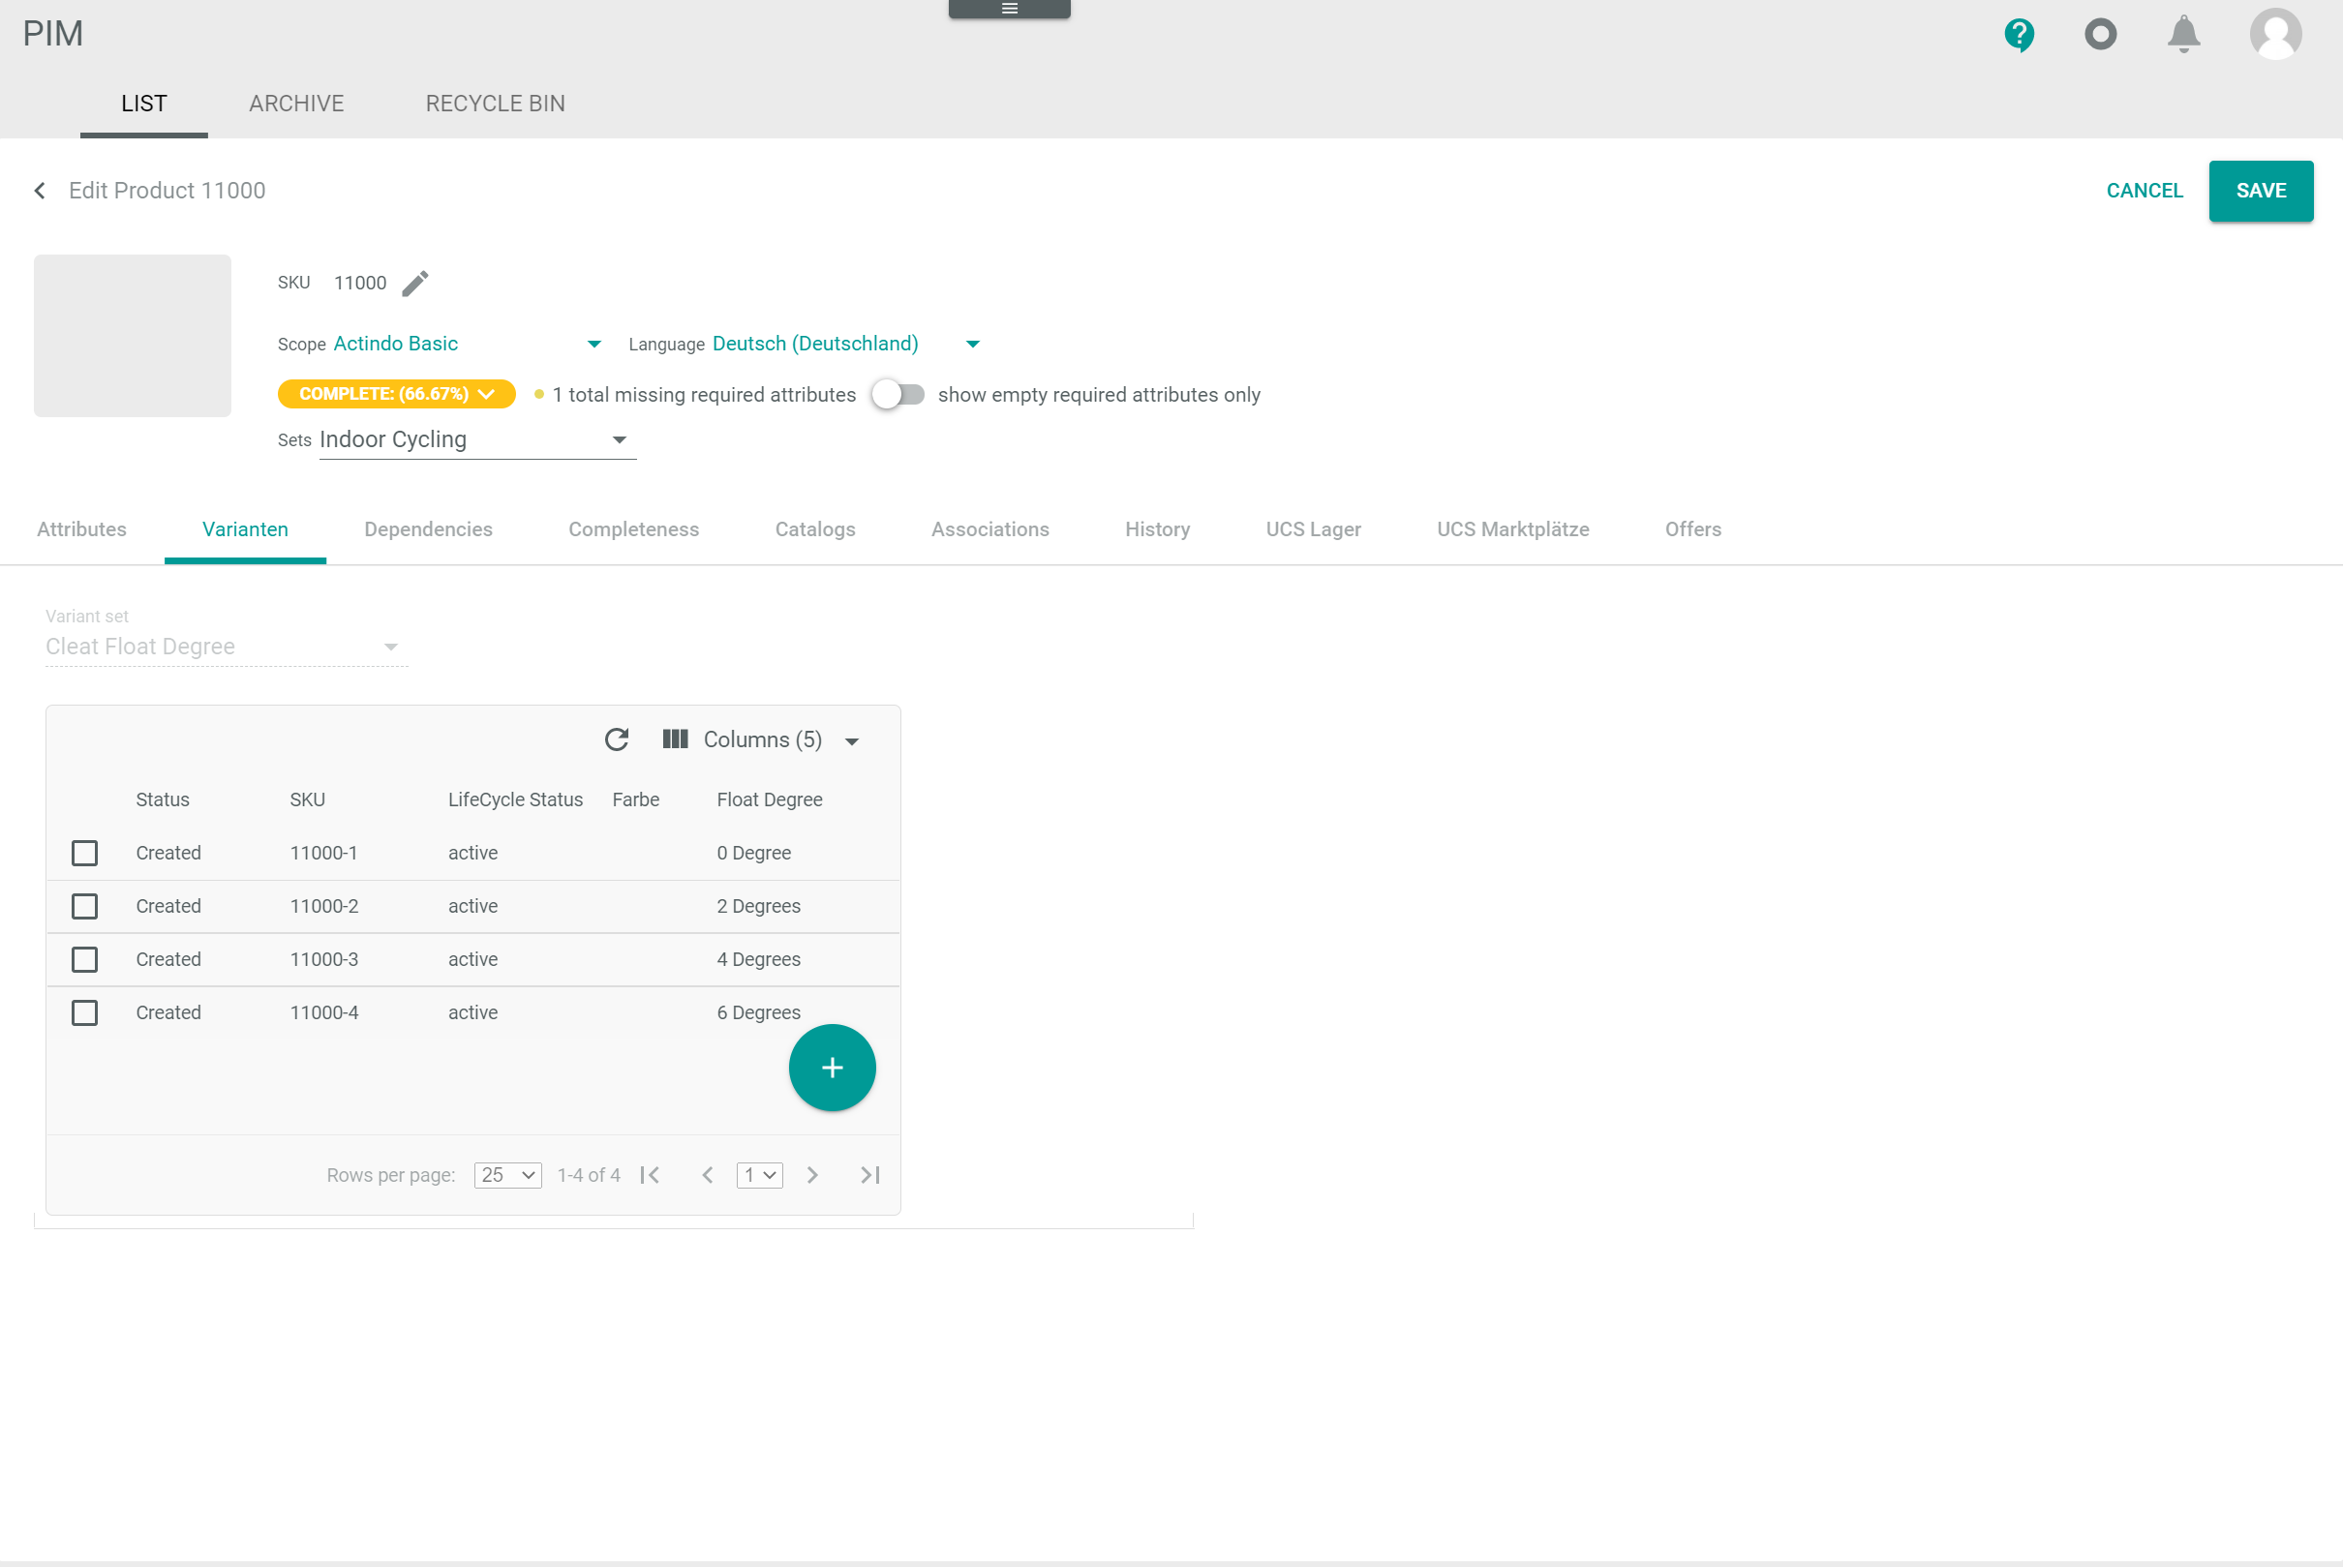 PIM
LIST ARCHIVE RECYCLE BIN
Edit Product 11000 CANCEL SAVE
SKU 11000
Scope Actindo Basic Language Deutsch (Deutschland)
COMPLETE: (66.67%) 1 total missing required attributes show empty required attributes only
Sets Indoor Cycling
Attributes Varianten Dependencies Completeness Catalogs Associations History UCS Lager UCS Marktplätze Offers
Variant set
Cleat Float Degree
Columns (5)
Status SKU LifeCycle Status Farbe Float Degree
Created 11000-1 active 0 Degree
Created 11000-2 active 2 Degrees
Created 11000-3 active 4 Degrees
Created 11000-4 active 6 Degrees
Rows per page: 25 1-4 of 4 1